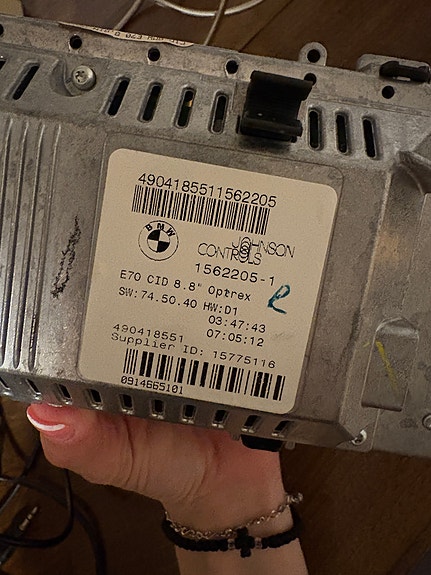 4904185511562205
BMW
JOHNSON
CONTROLS
1562205-1
E70 CID 8.8" Optrex
SW:74.50.40 HW:D1
03:47:43
07:05:12
490418551
Supplier ID: 15775116
0914665101